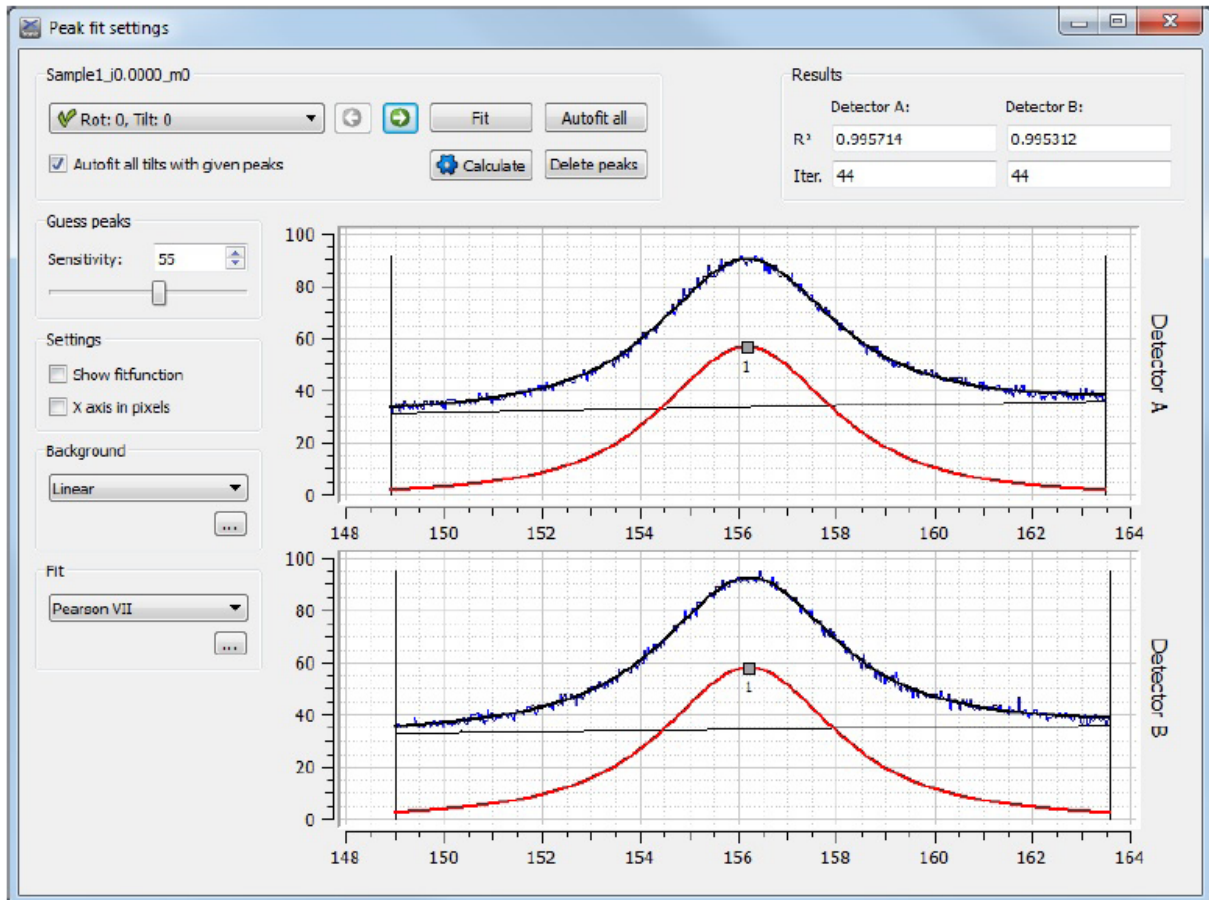 Peak fit settings
Sample1_i0.0000_m0
Rot: 0, Tilt: 0
Fit
Autofit all
Autofit all tilts with given peaks
Calculate
Delete peaks
Results
Detector A:
Detector B:
R²
0.995714
0.995312
Iter.
44
44
Guess peaks
Sensitivity:
55
Settings
Show fitfunction
X axis in pixels
Background
Linear
...
Fit
Pearson VII
...
100
80
60
40
20
0
1
148
150
152
154
156
158
160
162
164
Detector A
100
80
60
40
20
0
1
148
150
152
154
156
158
160
162
164
Detector B